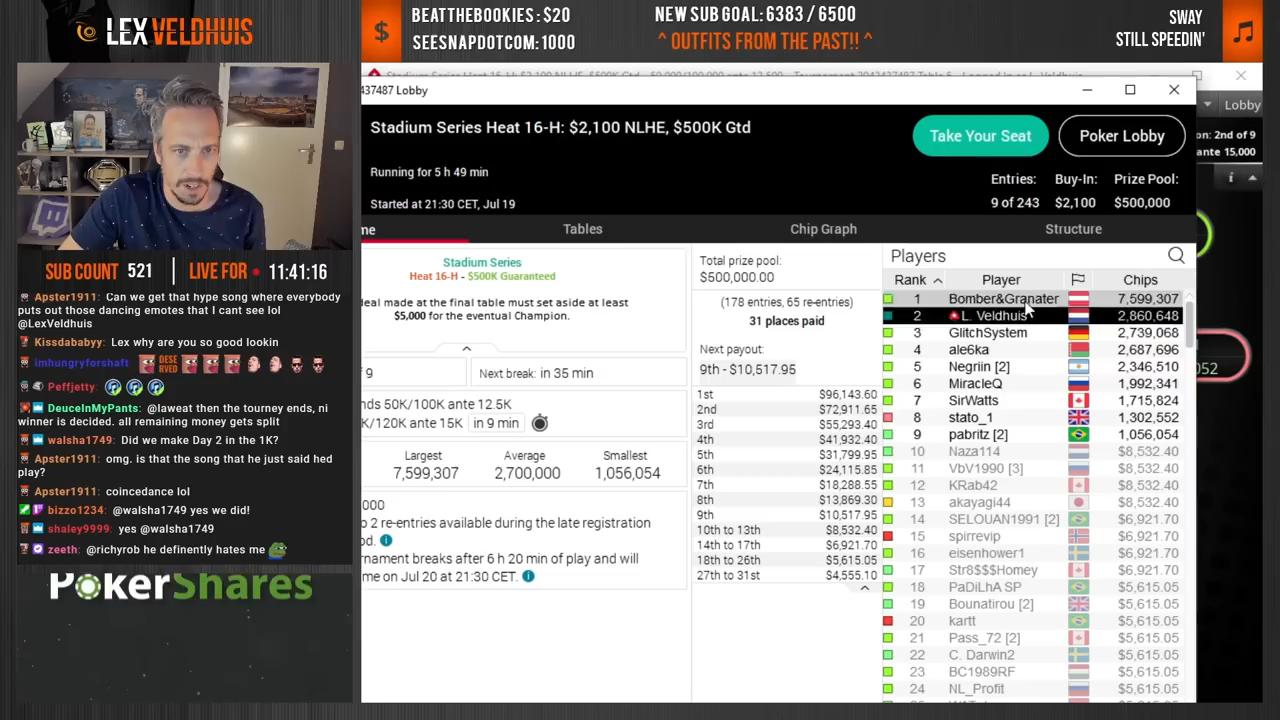 LEX VELDHUIS
$
BEATTHEBOOKIES : $20
SEESNAPDOTCOM: 1000
NEW SUB GOAL: 6383 / 6500
^ OUTFITS FROM THE PAST!! ^
SWAY
STILL SPEEDIN'
SUB COUNT 521
LIVE FOR 11:41:16
Apster1911: Can we get that hype song where everybody
puts out those dancing emotes that I cant see lol
@LexVeldhuis
Kissdababyy: Lex why are you so good lookin
imhungryforshaft: DESE RVED
Peffjetty:
DeuceInMyPants: @laweat then the tourney ends, ni
winner is decided. all remaining money gets split
walsha1749: Did we make Day 2 in the 1K?
Apster1911: omg. is that the song that he just said hed
play?
Apster1911: coincedance lol
bizzo1234: @walsha1749 yes we did!
shaley9999: yes @walsha1749
zeeth: @richyrob he definently hates me
PokerShares
437487 Lobby
Lobby
on: 2nd of 9
ante 15,000
052
Stadium Series Heat 16-H: $2,100 NLHE, $500K Gtd
Take Your Seat
Poker Lobby
Running for 5 h 49 min
Started at 21:30 CET, Jul 19
Entries: Buy-In: Prize Pool:
9 of 243 $2,100 $500,000
me Tables Chip Graph Structure
Stadium Series
Heat 16-H - $500K Guaranteed
deal made at the final table must set aside at least
$5,000 for the eventual Champion.
f 9
Next break: in 35 min
nds 50K/100K ante 12.5K
K/120K ante 15K in 9 min
Largest Average Smallest
7,599,307 2,700,000 1,056,054
000
o 2 re-entries available during the late registration
od.
rnament breaks after 6 h 20 min of play and will
me on Jul 20 at 21:30 CET.
Total prize pool:
$500,000.00
(178 entries, 65 re-entries)
31 places paid
Next payout:
9th - $10,517.95
1st $96,143.60
2nd $72,911.65
3rd $55,293.40
4th $41,932.40
5th $31,799.95
6th $24,115.85
7th $18,288.55
8th $13,869.30
9th $10,517.95
10th to 13th $8,532.40
14th to 17th $6,921.70
18th to 26th $5,615.05
27th to 31st $4,555.10
Players
Rank Player Chips
1 Bomber&Granater 7,599,307
2 L. Veldhuis 2,860,648
3 GlitchSystem 2,739,068
4 ale6ka 2,687,696
5 Negriin [2] 2,346,510
6 MiracleQ 1,992,341
7 SirWatts 1,715,824
8 stato_1 1,302,552
9 pabritz [2] 1,056,054
10 Naza114 $8,532.40
11 VbV1990 [3] $8,532.40
12 KRab42 $8,532.40
13 akayagi44 $8,532.40
14 SELOUAN1991 [2] $6,921.70
15 spirrevip $6,921.70
16 eisenhower1 $6,921.70
17 Str8$$$Homey $6,921.70
18 PaDiLhA SP $5,615.05
19 Bounatirou [2] $5,615.05
20 kartt $5,615.05
21 Pass_72 [2] $5,615.05
22 C. Darwin2 $5,615.05
23 BC1989RF $5,615.05
24 NL_Profit $5,615.05